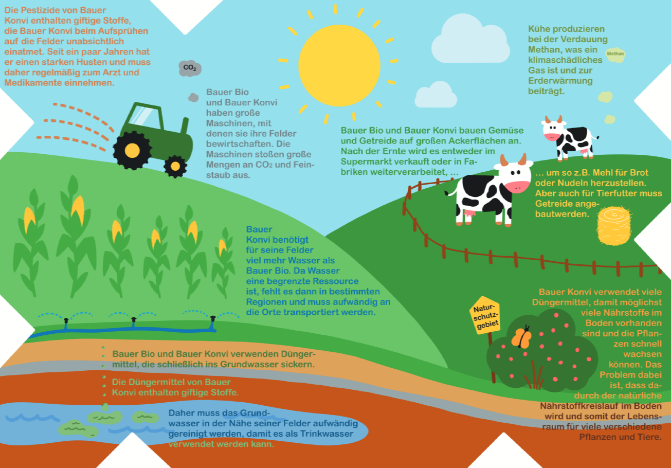 Die Pestizide von Bauer
Konvi enthalten giftige Stoffe,
die Bauer Konvi beim Aufsprühen
auf die Felder unabsichtlich
einatmet. Seit ein paar Jahren hat
er einen starken Husten und muss
daher regelmäßig zum Arzt und
Medikamente einnehmen.
CO₂
Bauer Bio
und Bauer Konvi
haben große
Maschinen, mit
denen sie ihre Felder
bewirtschaften. Die
Maschinen stoßen große
Mengen an CO₂ und Fein-
staub aus.
Kühe produzieren
bei der Verdauung
Methan, was ein
klimaschädliches
Gas ist und zur
Erderwärmung
beiträgt.
Methan
Bauer Bio und Bauer Konvi bauen Gemüse
und Getreide auf großen Ackerflächen an.
Nach der Ernte wird es entweder im
Supermarkt verkauft oder in Fa-
briken weiterverarbeitet, ...
... um so z.B. Mehl für Brot
oder Nudeln herzustellen.
Aber auch für Tierfutter muss
Getreide ange-
bautwerden.
Bauer
Konvi benötigt
für seine Felder
viel mehr Wasser als
Bauer Bio. Da Wasser
eine begrenzte Ressource
ist, fehlt es dann in bestimmten
Regionen und muss aufwändig an
die Orte transportiert werden.
Natur-
schutz-
gebiet
Bauer Konvi verwendet viele
Düngermittel, damit möglichst
viele Nährstoffe im
Boden vorhanden
sind und die Pflan-
zen schnell
wachsen
können. Das
Problem dabei
ist, dass da-
durch der natürliche
Nährstoffkreislauf im Boden
wird und somit der Lebens-
raum für viele verschiedene
Pflanzen und Tiere.
Bauer Bio und Bauer Konvi verwenden Dünger-
mittel, die schließlich ins Grundwasser sickern.
Die Düngermittel von Bauer
Konvi enthalten giftige Stoffe.
Daher muss das Grund-
wasser in der Nähe seiner Felder aufwändig
gereinigt werden, damit es als Trinkwasser
verwendet werden kann.